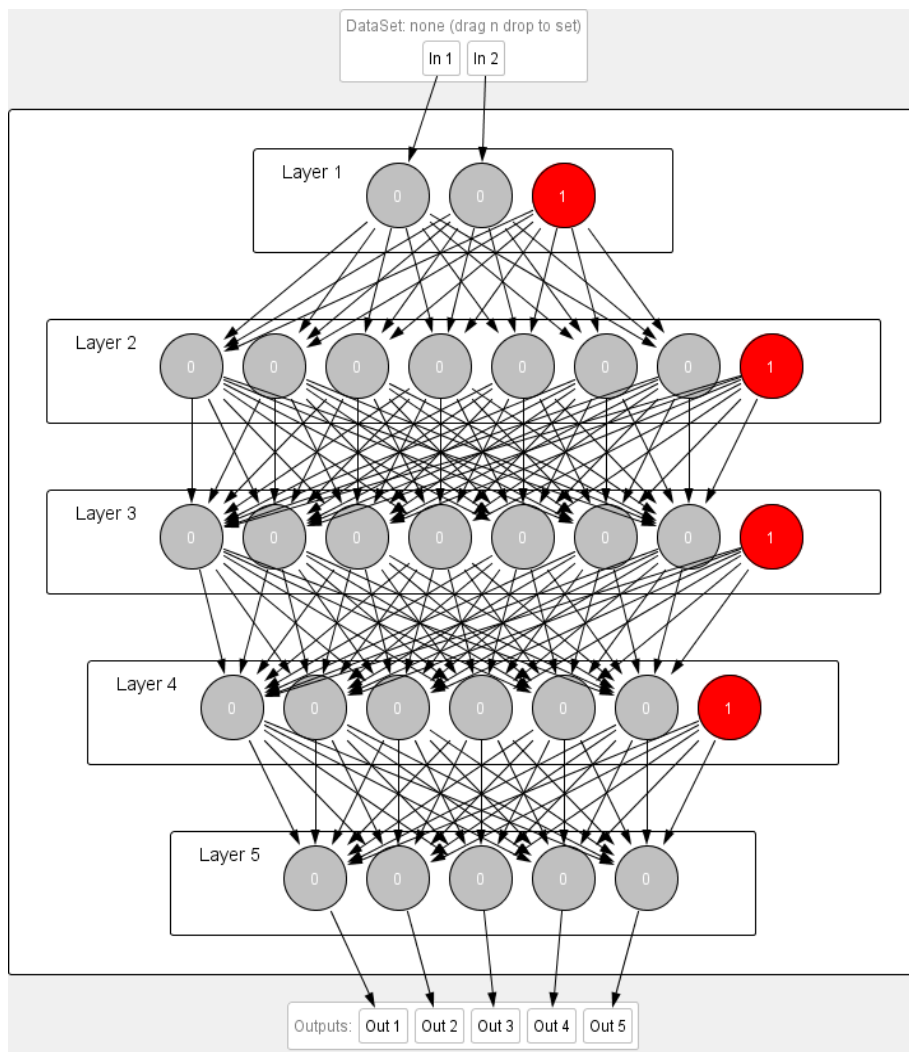 DataSet: none (drag n drop to set)
In 1 In 2
Layer 1
0 0 1
Layer 2
0 0 0 0 0 0 0 1
Layer 3
0 0 0 0 0 0 0 1
Layer 4
0 0 0 0 0 0 1
Layer 5
0 0 0 0 0
Outputs: Out 1 Out 2 Out 3 Out 4 Out 5